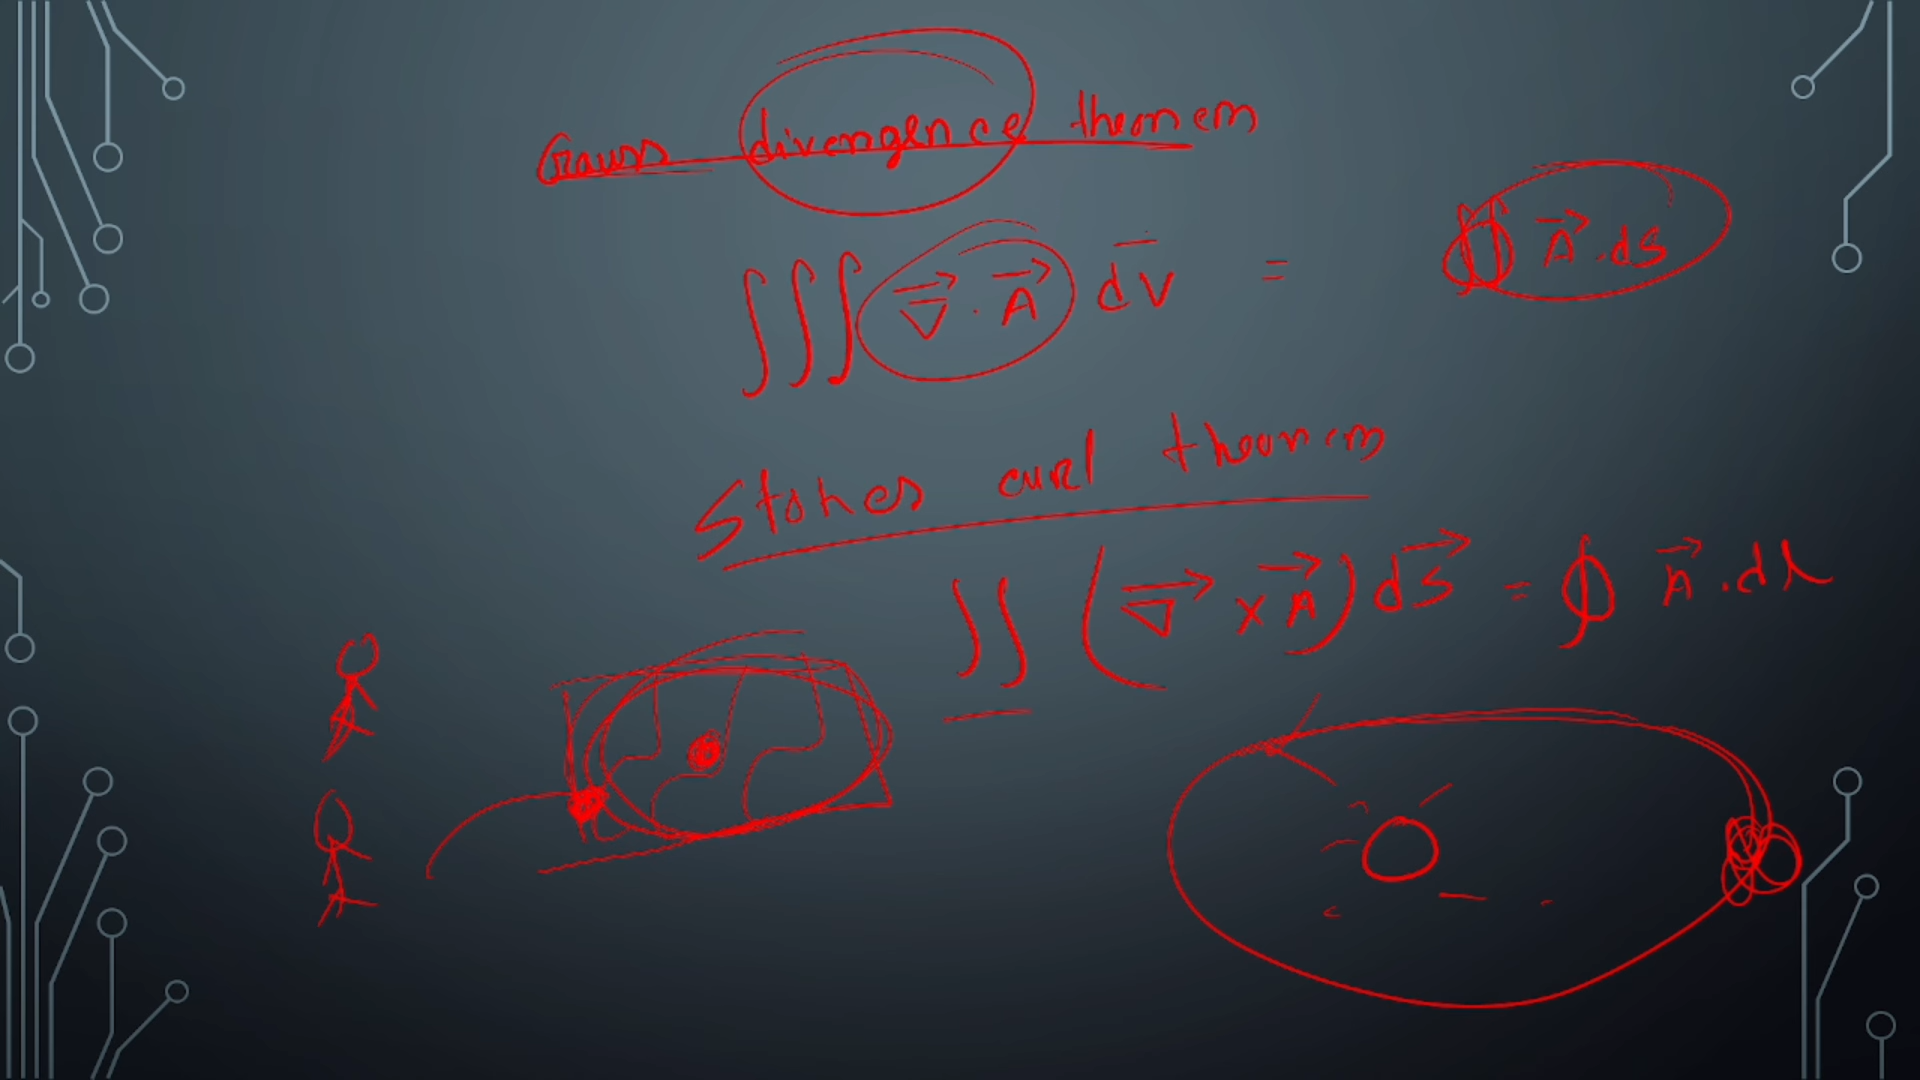 Gauss divergence theorem
∭ ∇⃗ · A⃗ dv̅ = ∯ A⃗ . ds
Stokes curl theorem
∬ (∇⃗ × A⃗) ds⃗ = ∮ A⃗ . dl